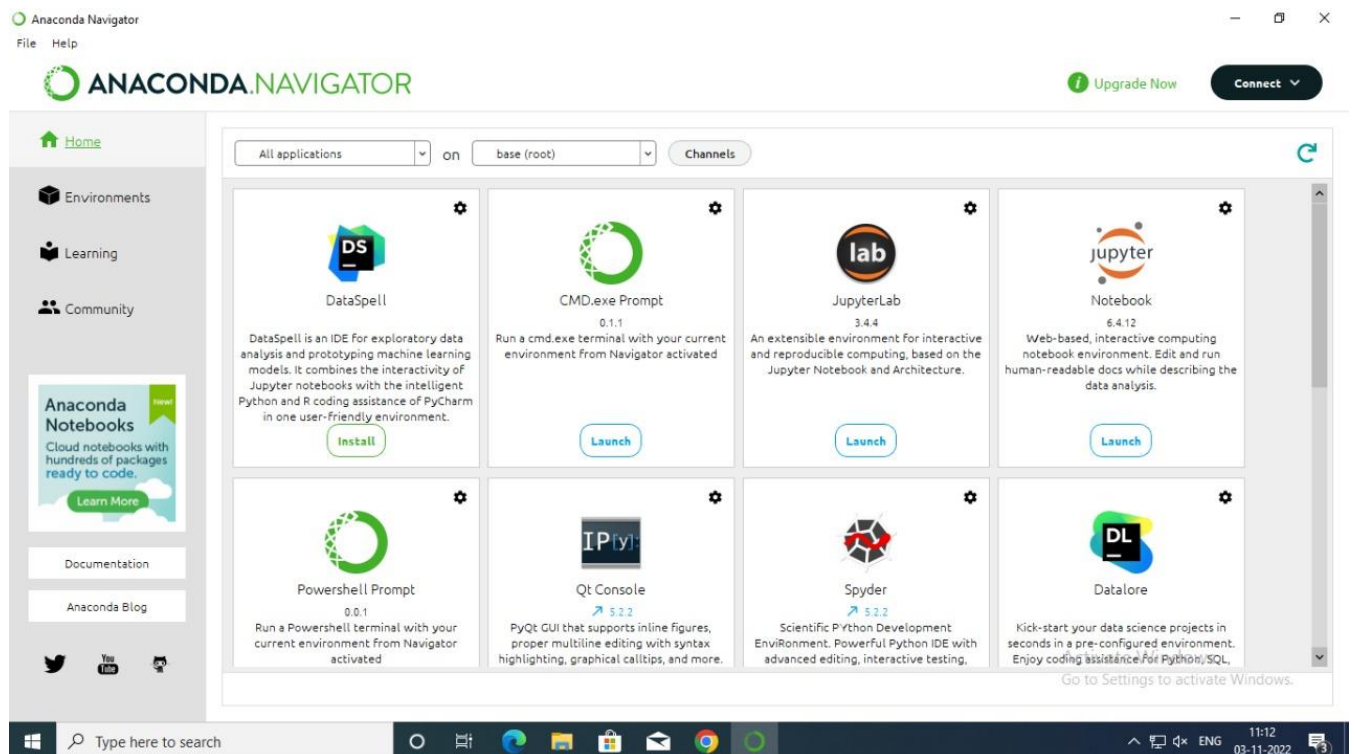 Anaconda Navigator
File Help
ANACONDA.NAVIGATOR
Upgrade Now
Connect
Home
All applications on base (root) Channels
Environments
Learning
Community
Anaconda Notebooks
New!
Cloud notebooks with
hundreds of packages
ready to code.
Learn More
Documentation
Anaconda Blog
You
Tube
DS
DataSpell
DataSpell is an IDE for exploratory data
analysis and prototyping machine learning
models. It combines the interactivity of
Jupyter notebooks with the intelligent
Python and R coding assistance of PyCharm
in one user-friendly environment.
Install
CMD.exe Prompt
0.1.1
Run a cmd.exe terminal with your current
environment from Navigator activated
Launch
lab
JupyterLab
3.4.4
An extensible environment for interactive
and reproducible computing, based on the
Jupyter Notebook and Architecture.
Launch
jupyter
Notebook
6.4.12
Web-based, interactive computing
notebook environment. Edit and run
human-readable docs while describing the
data analysis.
Launch
Powershell Prompt
0.0.1
Run a Powershell terminal with your
current environment from Navigator
activated
IP[y]:
Qt Console
5.2.2
PyQt GUI that supports inline figures,
proper multiline editing with syntax
highlighting, graphical calltips, and more.
Spyder
5.2.2
Scientific PYthon Development
EnviRonment. Powerful Python IDE with
advanced editing, interactive testing,
DL
Datalore
Kick-start your data science projects in
seconds in a pre-configured environment.
Enjoy coding assistance for Python, SQL,
Activate Windows
Go to Settings to activate Windows.
Type here to search
ENG
11:12
03-11-2022